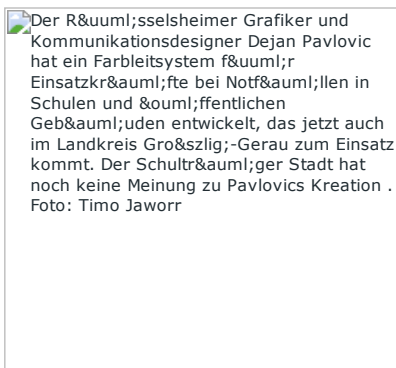 Der R&uuml;sselsheimer Grafiker und
Kommunikationsdesigner Dejan Pavlovic
hat ein Farbleitsystem f&uuml;r
Einsatzkr&auml;fte bei Notf&auml;llen in
Schulen und &ouml;ffentlichen
Geb&auml;uden entwickelt, das jetzt auch
im Landkreis Gro&szlig;-Gerau zum Einsatz
kommt. Der Schultr&auml;ger Stadt hat
noch keine Meinung zu Pavlovics Kreation .
Foto: Timo Jaworr